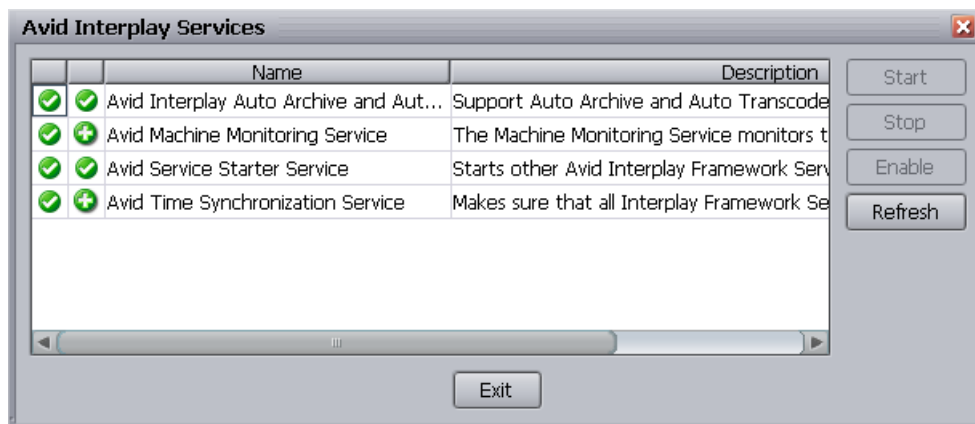 Avid Interplay Services
Name Description
Avid Interplay Auto Archive and Aut... Support Auto Archive and Auto Transcode
Avid Machine Monitoring Service The Machine Monitoring Service monitors t
Avid Service Starter Service Starts other Avid Interplay Framework Serv
Avid Time Synchronization Service Makes sure that all Interplay Framework Se
Start
Stop
Enable
Refresh
Exit